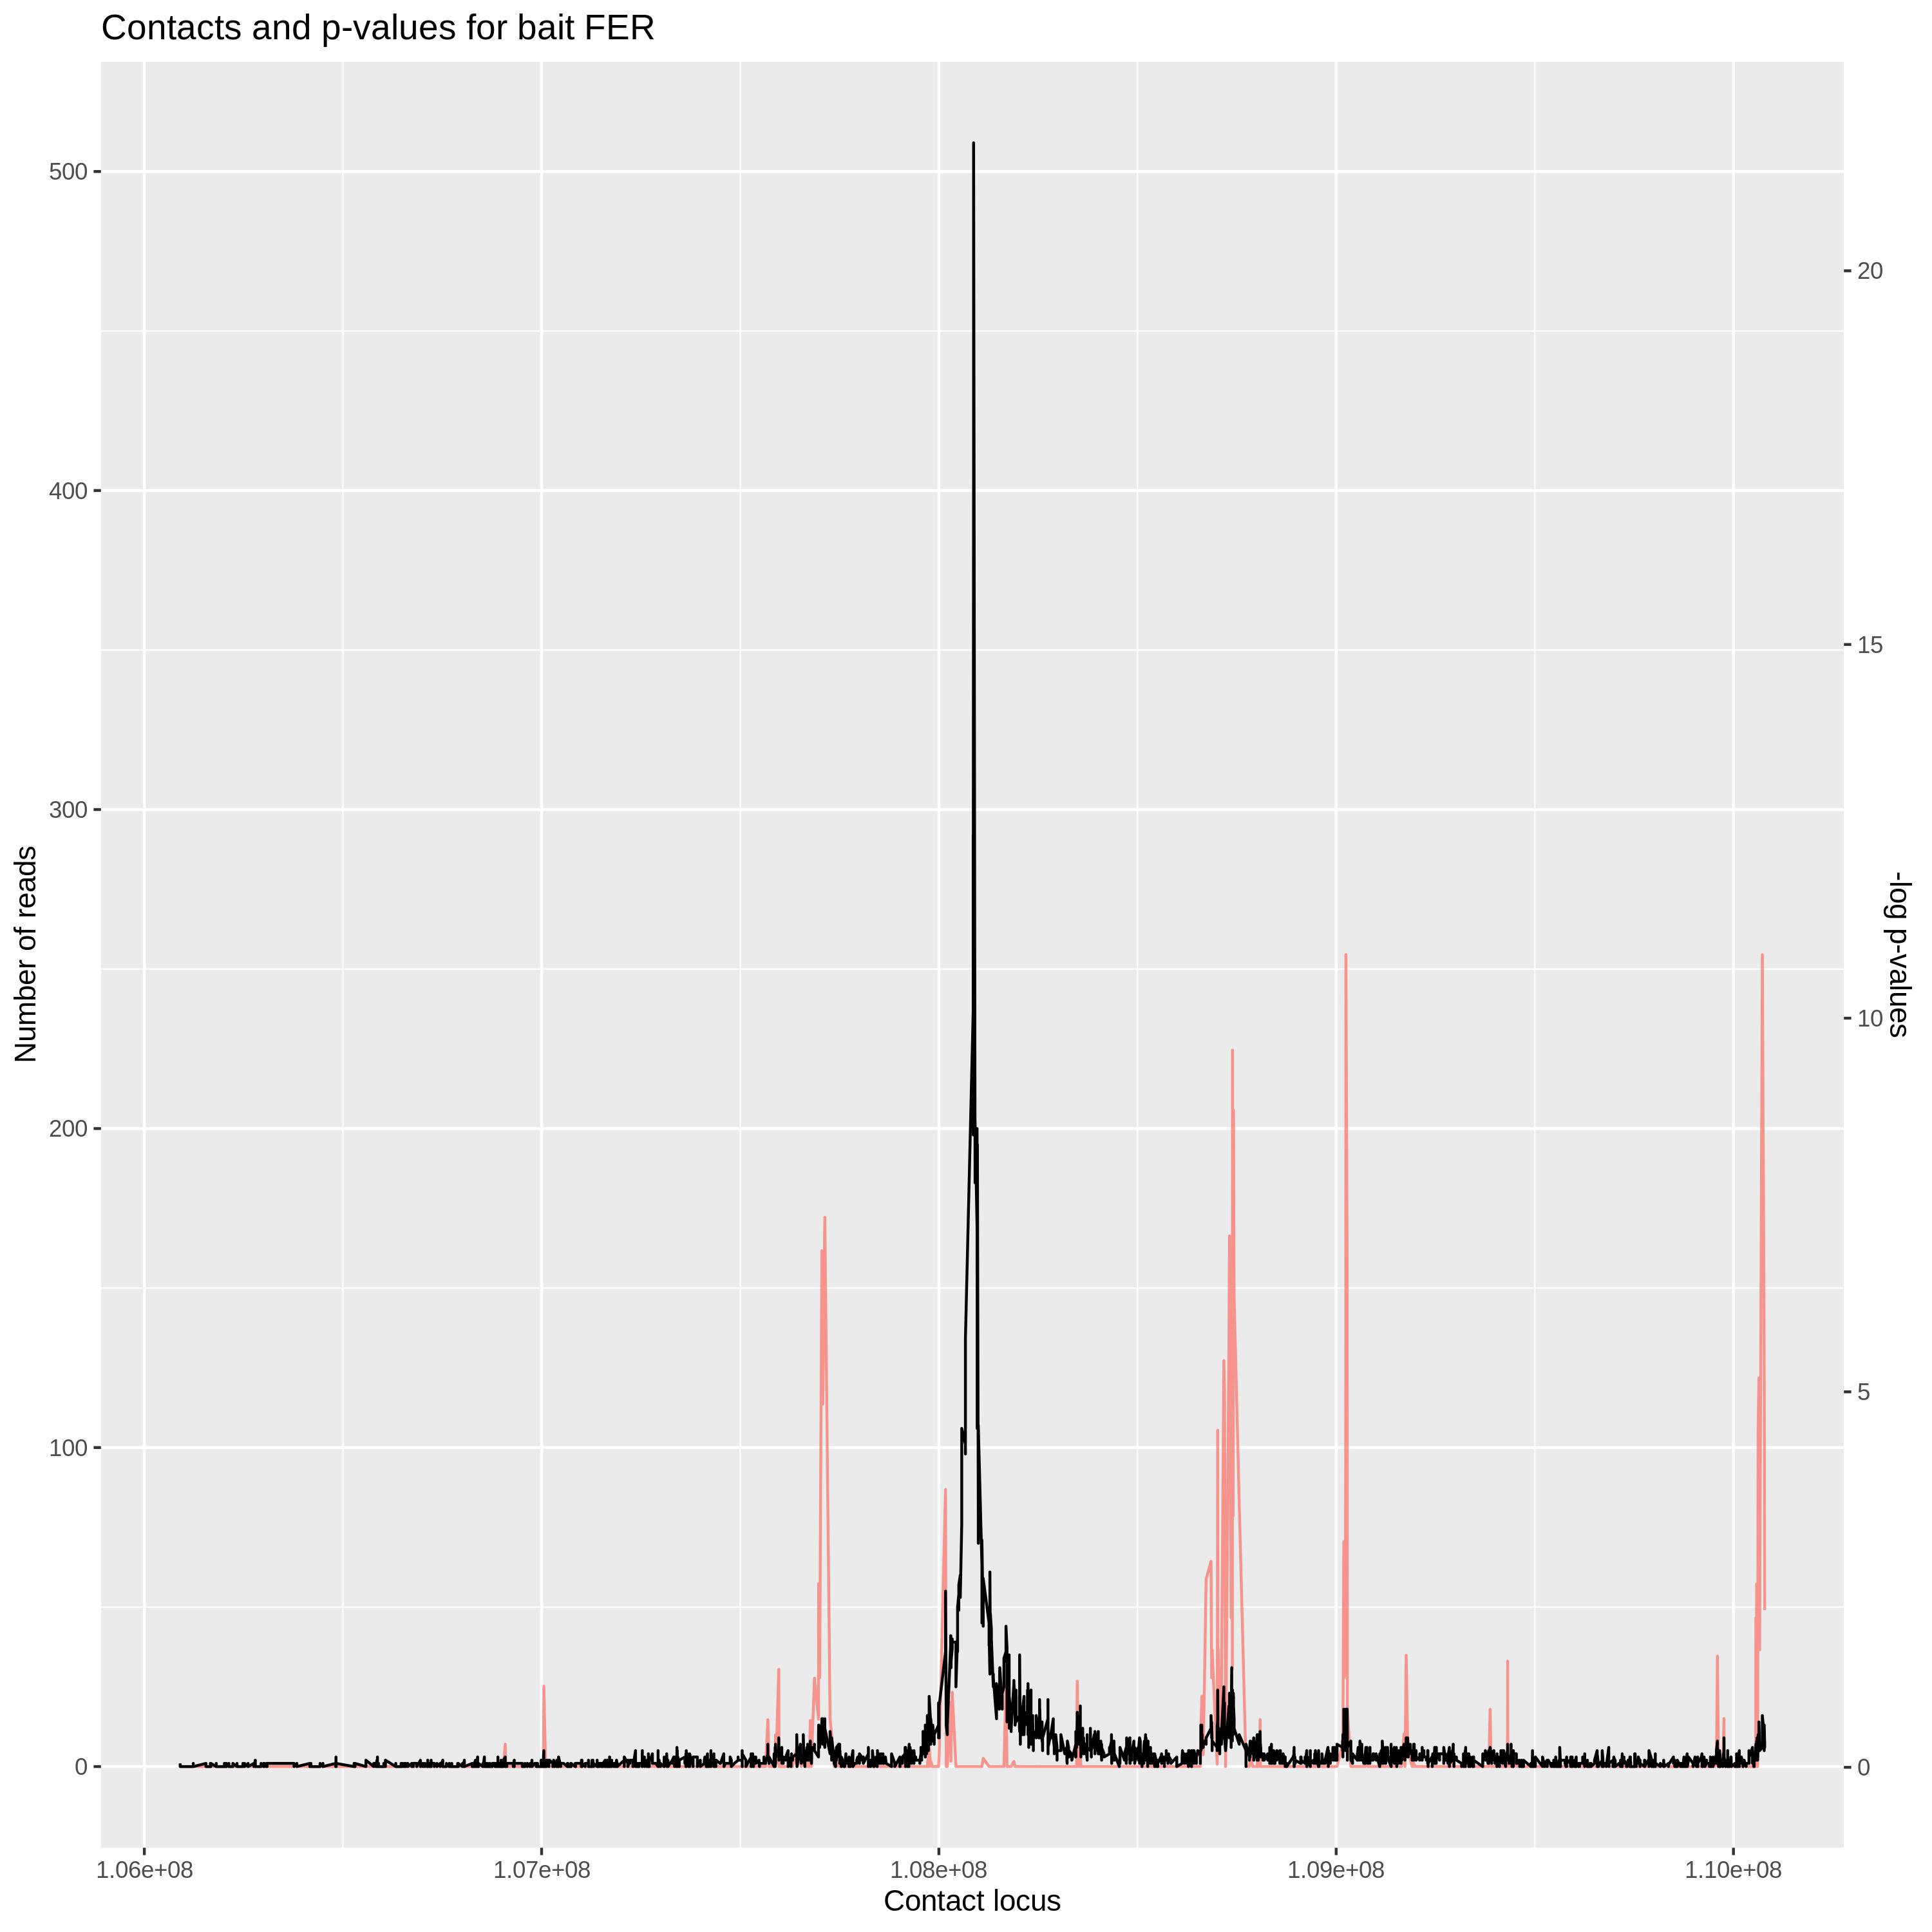 Contacts and p-values for bait FER
500
400
300
200
100
0
Number of reads
20
15
10
5
0
-log p-values
1.06e+08
1.07e+08
1.08e+08
1.09e+08
1.10e+08
Contact locus